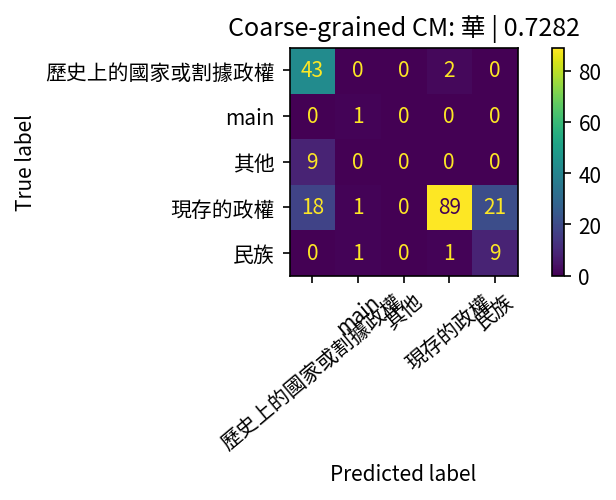 Coarse-grained CM: 華 | 0.7282
True label
歷史上的國家或割據政權 43 0 0 2 0
main 0 1 0 0 0
其他 9 0 0 0 0
現存的政權 18 1 0 89 21
民族 0 1 0 1 9
80
60
40
20
0
歷史上的國家或割據政權
main
其他
現存的政權
民族
Predicted label